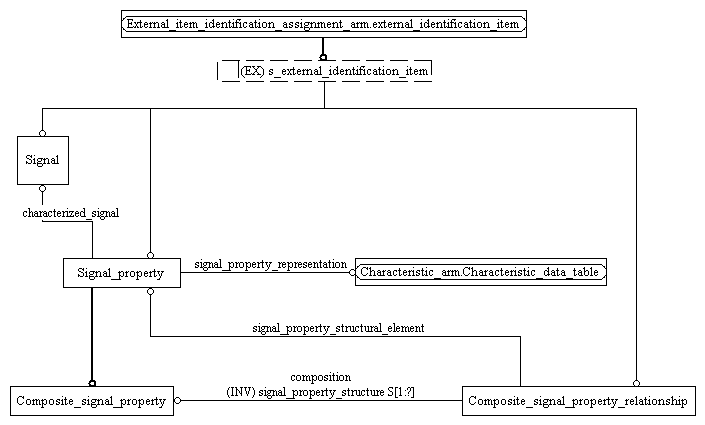 External_item_identification_assignment_arm.external_identification_item
(EX) s_external_identification_item
Signal
characterized_signal
Signal_property
signal_property_representation
Characteristic_arm.Characteristic_data_table
signal_property_structural_element
composition
(INV) signal_property_structure S[1:?]
Composite_signal_property
Composite_signal_property_relationship